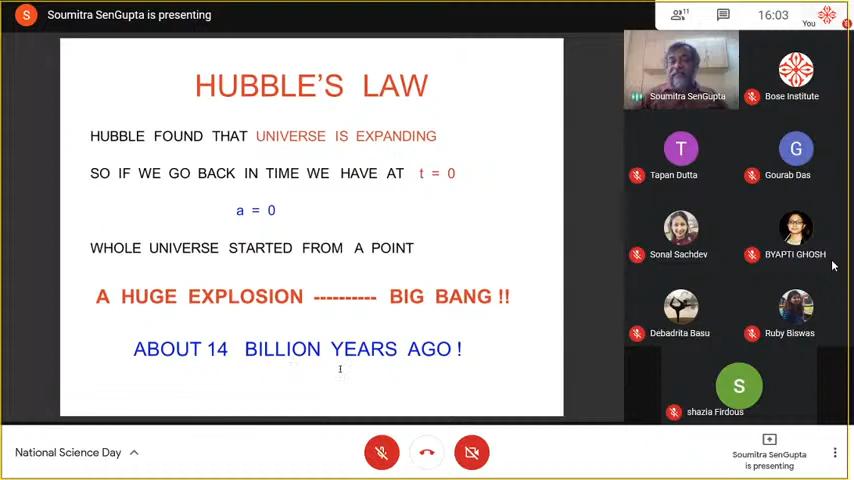 S Soumitra SenGupta is presenting
11
16:03
You
HUBBLE'S LAW
HUBBLE FOUND THAT UNIVERSE IS EXPANDING
SO IF WE GO BACK IN TIME WE HAVE AT t = 0
a = 0
WHOLE UNIVERSE STARTED FROM A POINT
A HUGE EXPLOSION ---------- BIG BANG !!
ABOUT 14 BILLION YEARS AGO !
Soumitra SenGupta
Bose Institute
T
Tapan Dutta
G
Gourab Das
Sonal Sachdev
BYAPTI GHOSH
Debadrita Basu
Ruby Biswas
S
shazia Firdous
National Science Day
Soumitra SenGupta
is presenting